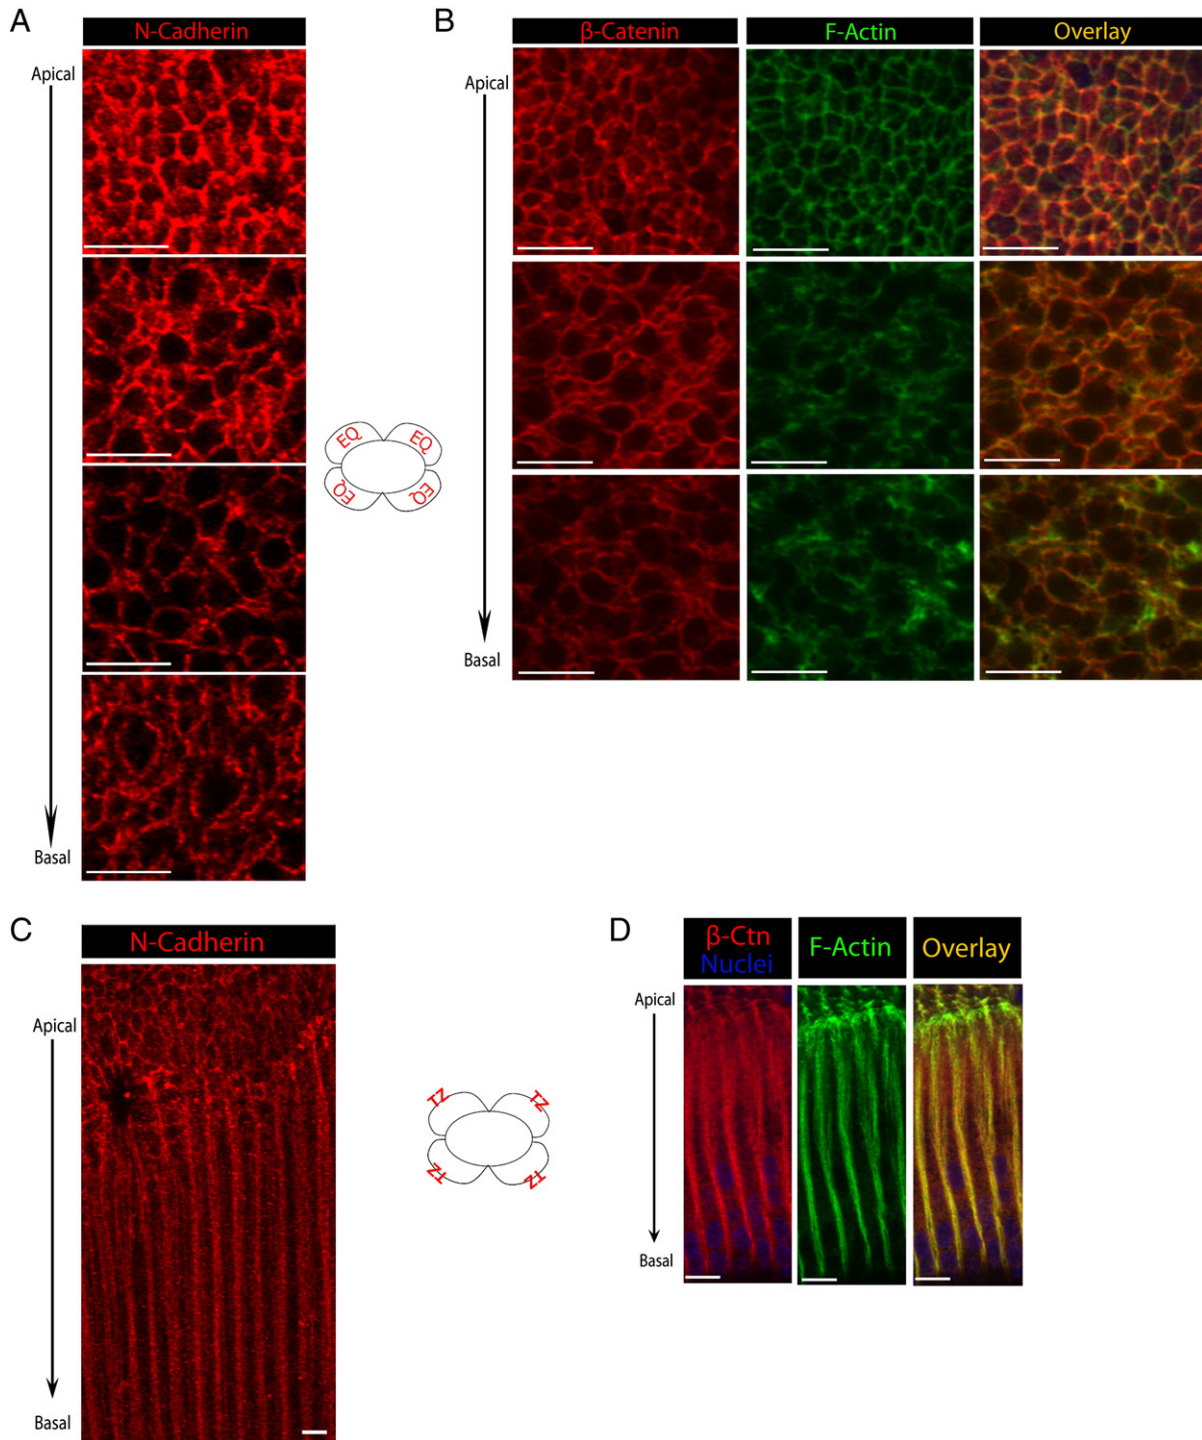 A
N-Cadherin
Apical
Basal
EQ
EQ
EQ
EQ
B
β-Catenin
F-Actin
Overlay
Apical
Basal
C
N-Cadherin
Apical
Basal
TZ
TZ
TZ
TZ
D
β-Ctn
Nuclei
F-Actin
Overlay
Apical
Basal